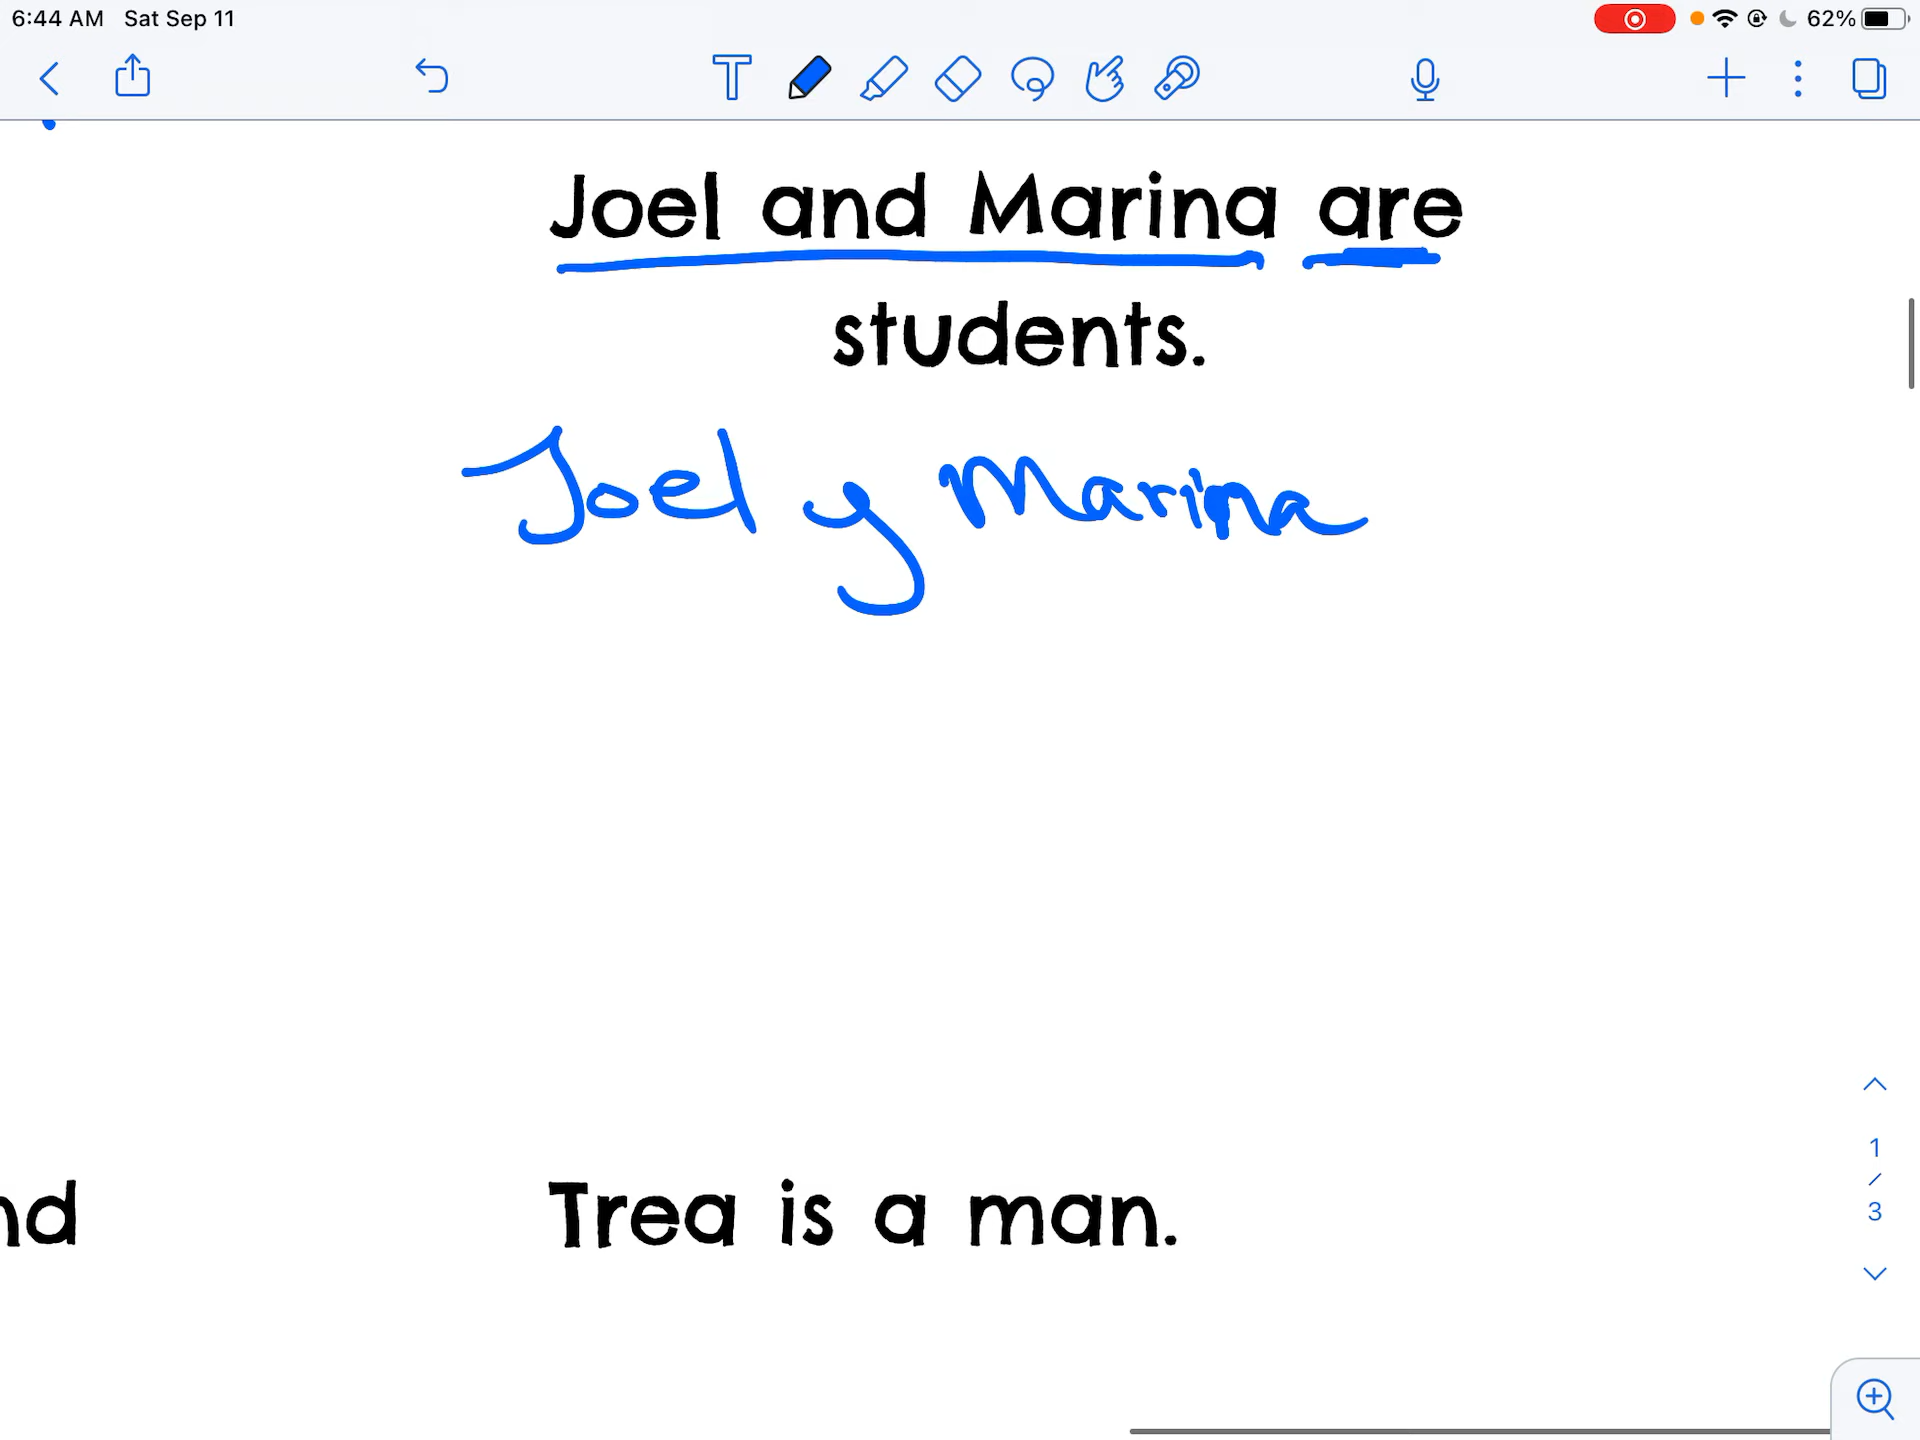 6:44 AM Sat Sep 11
62%
Joel and Marina are
students.
Joel y Marina
1
/
3
nd
Trea is a man.